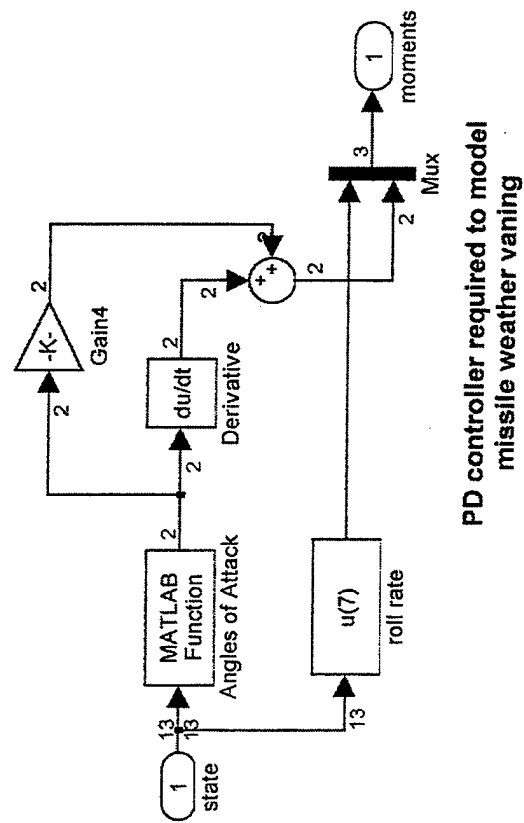 1
state
13
13
MATLAB
Function
Angles of Attack
2
2
2
-K-
2
Gain4
du/dt
Derivative
2
2
2
+
+
2
13
u(7)
roll rate
2
Mux
3
1
moments
PD controller required to model
missile weather vaning